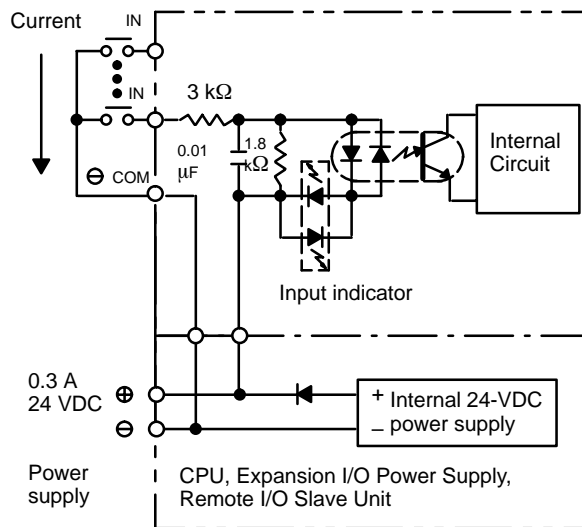 Current
IN
IN
3 kΩ
0.01
μF
1.8
kΩ
⊖ COM
Internal
Circuit
Input indicator
0.3 A
24 VDC
⊕
⊖
+ Internal 24-VDC
– power supply
Power
supply
CPU, Expansion I/O Power Supply,
Remote I/O Slave Unit